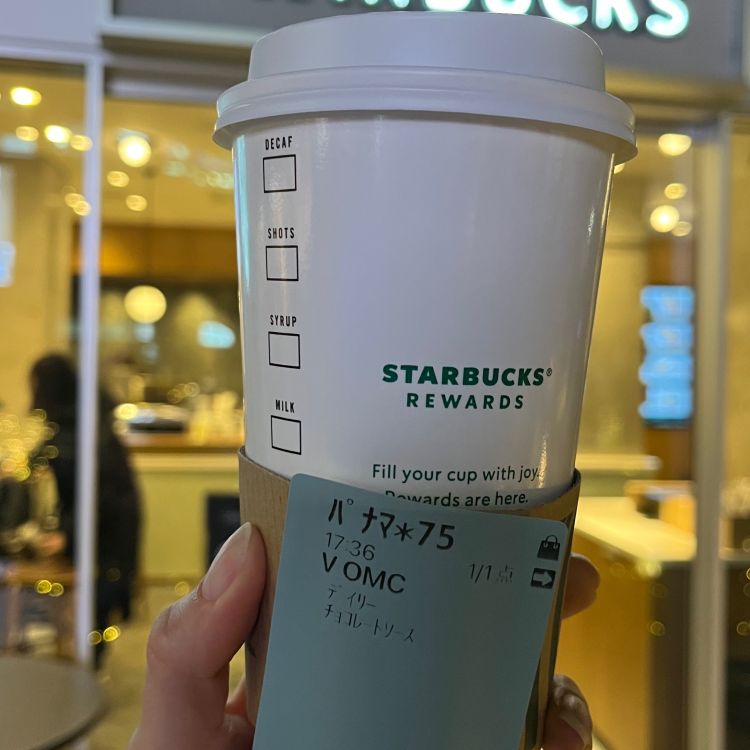 STARBUCKS
DECAF
SHOTS
SYRUP
MILK
STARBUCKS®
REWARDS
Fill your cup with joy.
Rewards are here.
パナマ*75
17:36
1/1 点
V OMC
デイリー
チョコレートソース